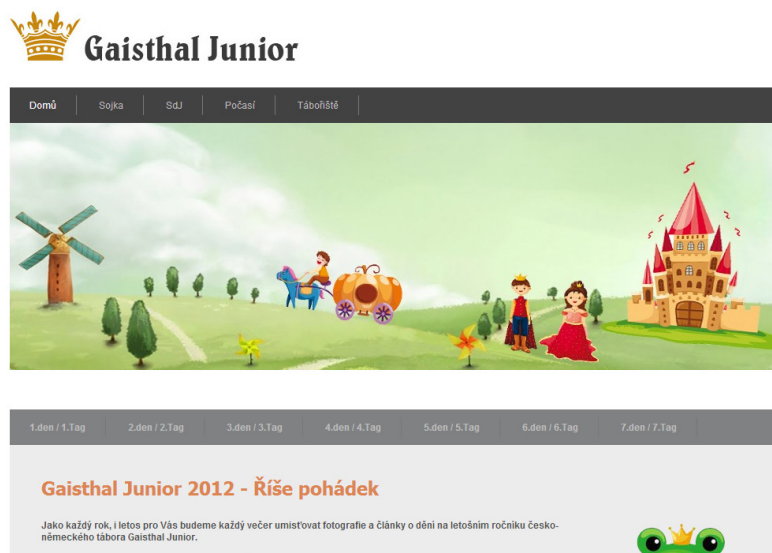 Gaisthal Junior
Domů Sojka SdJ Počasí Tábořiště
1.den / 1.Tag 2.den / 2.Tag 3.den / 3.Tag 4.den / 4.Tag 5.den / 5.Tag 6.den / 6.Tag 7.den / 7.Tag
Gaisthal Junior 2012 - Říše pohádek
Jako každý rok, i letos pro Vás budeme každý večer umisťovat fotografie a články o dění na letošním ročníku česko-
německého tábora Gaisthal Junior.